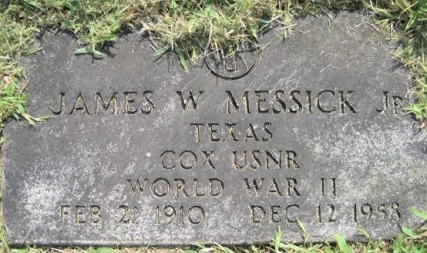 JAMES W MESSICK JR
TEXAS
COX USNR
WORLD WAR II
FEB 21 1910 DEC 12 1958